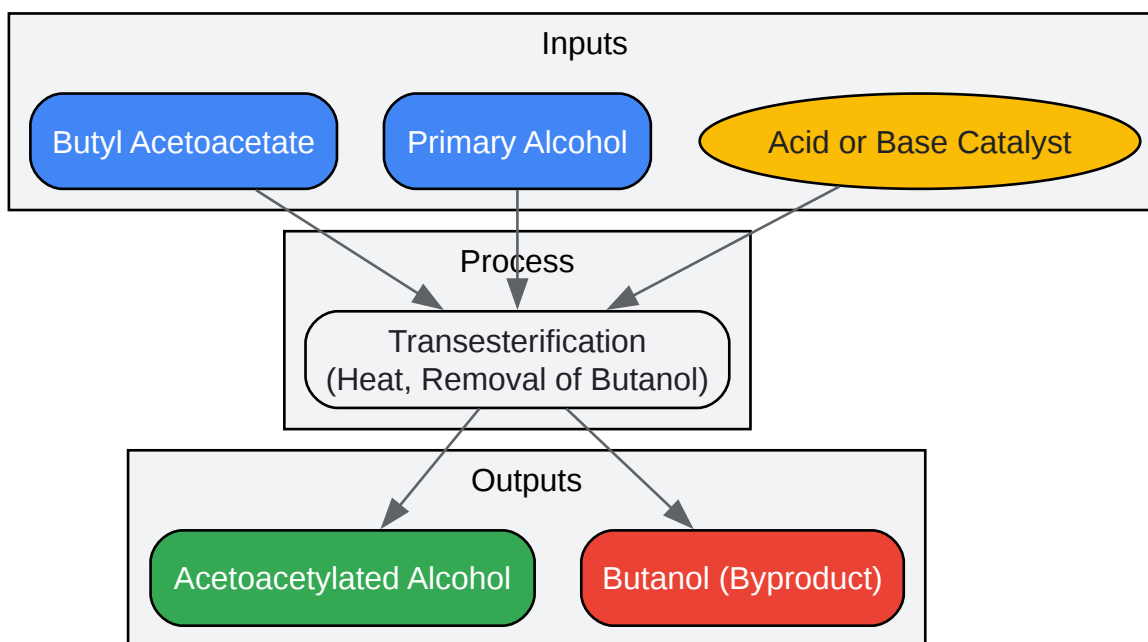 Inputs
Butyl Acetoacetate
Primary Alcohol
Acid or Base Catalyst
Process
Transesterification
(Heat, Removal of Butanol)
Outputs
Acetoacetylated Alcohol
Butanol (Byproduct)